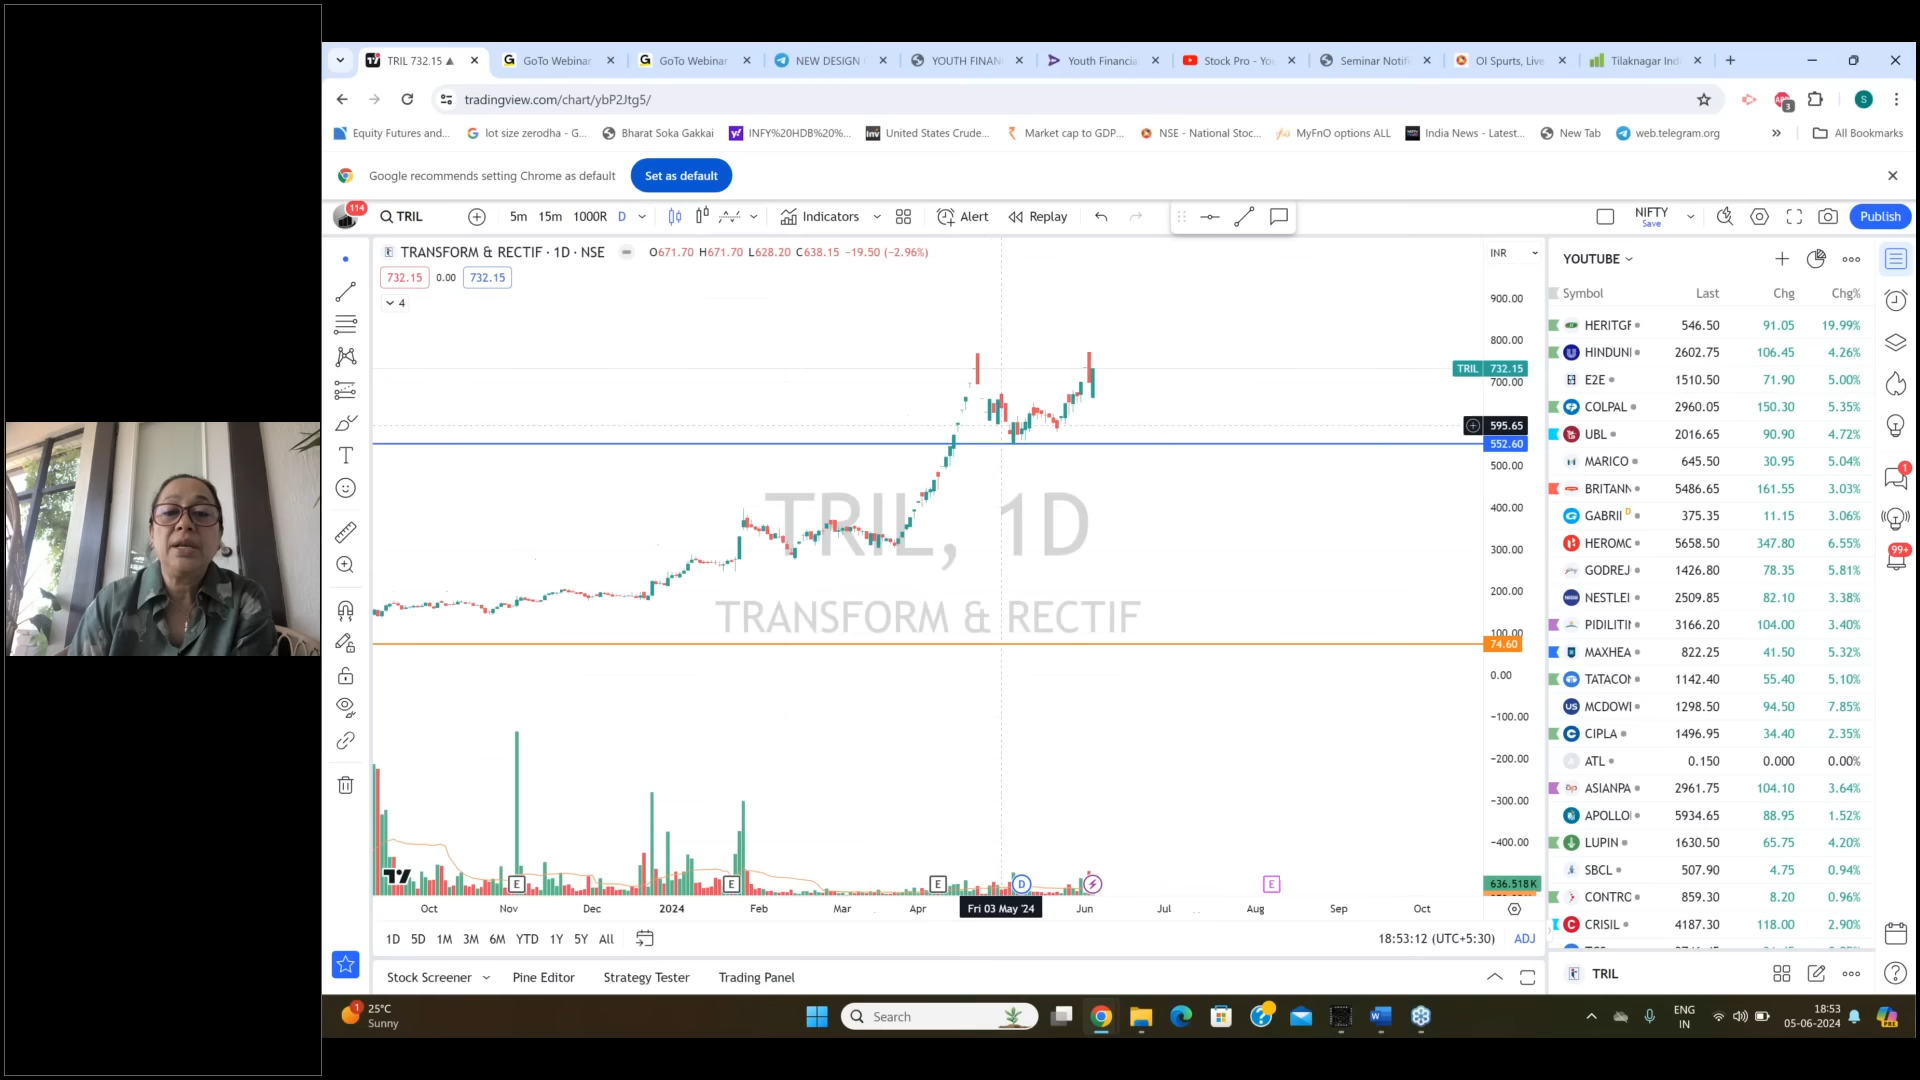 TRIL 732.15 ▲
GoTo Webinar
GoTo Webinar
NEW DESIGN
YOUTH FINAN
Youth Financia
Stock Pro - Yo
Seminar Notifi
OI Spurts, Live
Tilaknagar Ind
tradingview.com/chart/ybP2Jtg5/
3
S
Equity Futures and...
lot size zerodha - G...
Bharat Soka Gakkai
INFY%20HDB%20%...
United States Crude...
Market cap to GDP...
NSE - National Stoc...
MyFnO options ALL
India News - Latest...
New Tab
web.telegram.org
»
All Bookmarks
Google recommends setting Chrome as default
Set as default
114
TRIL
5m 15m 1000R D
Indicators
Alert
Replay
NIFTY
Save
Publish
TRANSFORM & RECTIF · 1D · NSE
O671.70 H671.70 L628.20 C638.15 −19.50 (−2.96%)
732.15 0.00 732.15
4
INR
900.00
800.00
TRIL 732.15
700.00
595.65
552.60
500.00
400.00
300.00
200.00
100.00
74.60
0.00
−100.00
−200.00
−300.00
−400.00
636.518K
TRIL, 1D
TRANSFORM & RECTIF
E E E D E
Oct Nov Dec 2024 Feb Mar Apr Fri 03 May '24 Jun Jul Aug Sep Oct
1D 5D 1M 3M 6M YTD 1Y 5Y All
18:53:12 (UTC+5:30) ADJ
Stock Screener Pine Editor Strategy Tester Trading Panel
YOUTUBE
Symbol Last Chg Chg%
HERITGF 546.50 91.05 19.99%
HINDUNI 2602.75 106.45 4.26%
E2E 1510.50 71.90 5.00%
COLPAL 2960.05 150.30 5.35%
UBL 2016.65 90.90 4.72%
MARICO 645.50 30.95 5.04%
BRITANN 5486.65 161.55 3.03%
GABRII D 375.35 11.15 3.06%
HEROMC 5658.50 347.80 6.55%
GODREJ 1426.80 78.35 5.81%
NESTLEI 2509.85 82.10 3.38%
PIDILITIN 3166.20 104.00 3.40%
MAXHEA 822.25 41.50 5.32%
TATACON 1142.40 55.40 5.10%
MCDOWI 1298.50 94.50 7.85%
CIPLA 1496.95 34.40 2.35%
ATL 0.150 0.000 0.00%
ASIANPA 2961.75 104.10 3.64%
APOLLO 5934.65 88.95 1.52%
LUPIN 1630.50 65.75 4.20%
SBCL 507.90 4.75 0.94%
CONTRO 859.30 8.20 0.96%
CRISIL 4187.30 118.00 2.90%
TRIL
1
99+
1
25°C
Sunny
Search
ENG
IN
18:53
05-06-2024